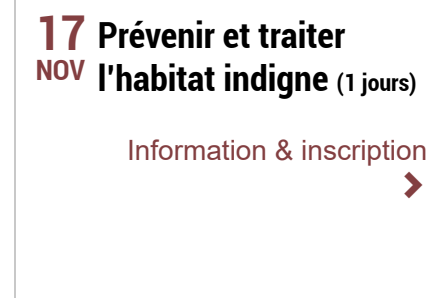 17 Prévenir et traiter
NOV l'habitat indigne (1 jours)
Information & inscription